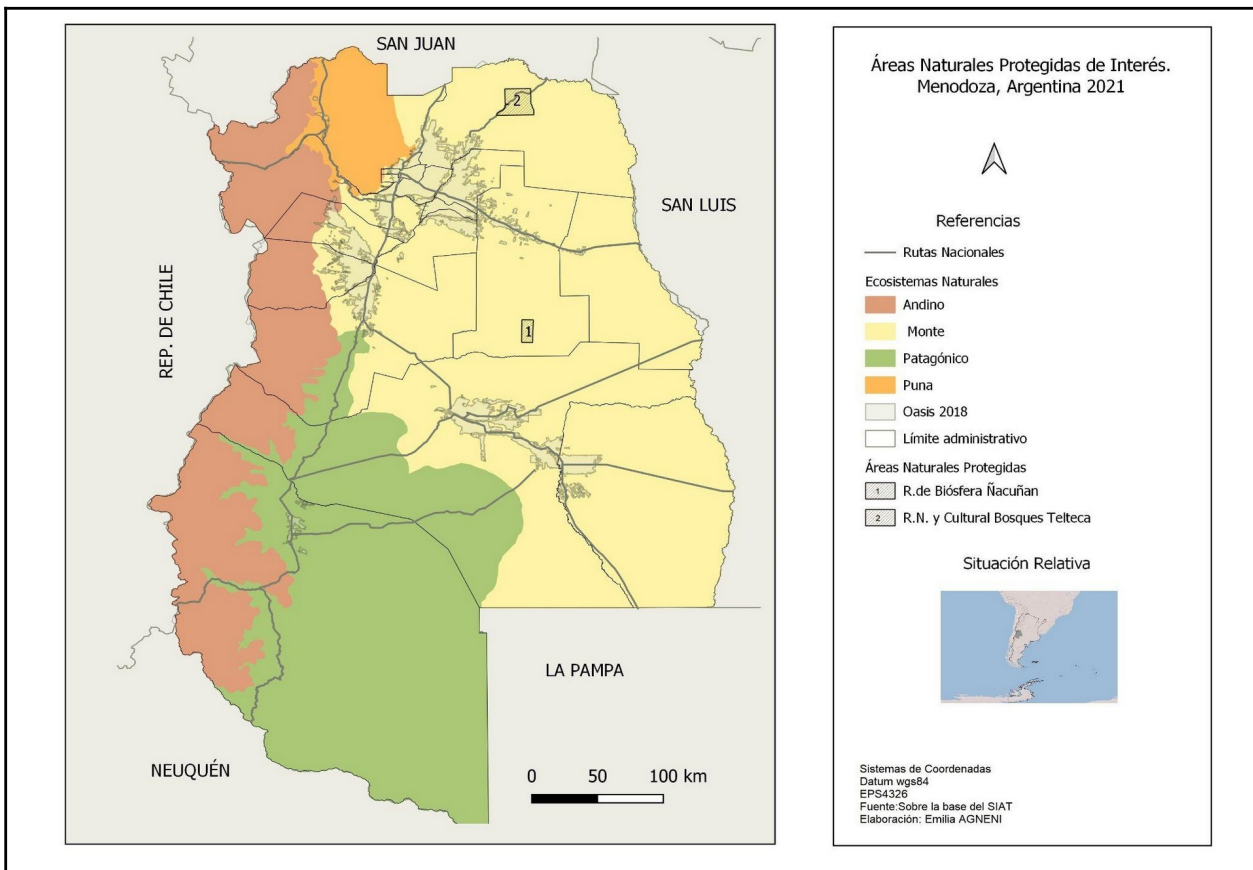 SAN JUAN
2
SAN LUIS
REP. DE CHILE
1
LA PAMPA
NEUQUÉN
0 50 100 km
Áreas Naturales Protegidas de Interés.
Mendoza, Argentina 2021
Referencias
Rutas Nacionales
Ecosistemas Naturales
Andino
Monte
Patagónico
Puna
Oasis 2018
Límite administrativo
Áreas Naturales Protegidas
1 R.de Biósfera Ñacuñan
2 R.N. y Cultural Bosques Telteca
Situación Relativa
Sistemas de Coordenadas
Datum wgs84
EPS4326
Fuente:Sobre la base del SIAT
Elaboración: Emilia AGNENI